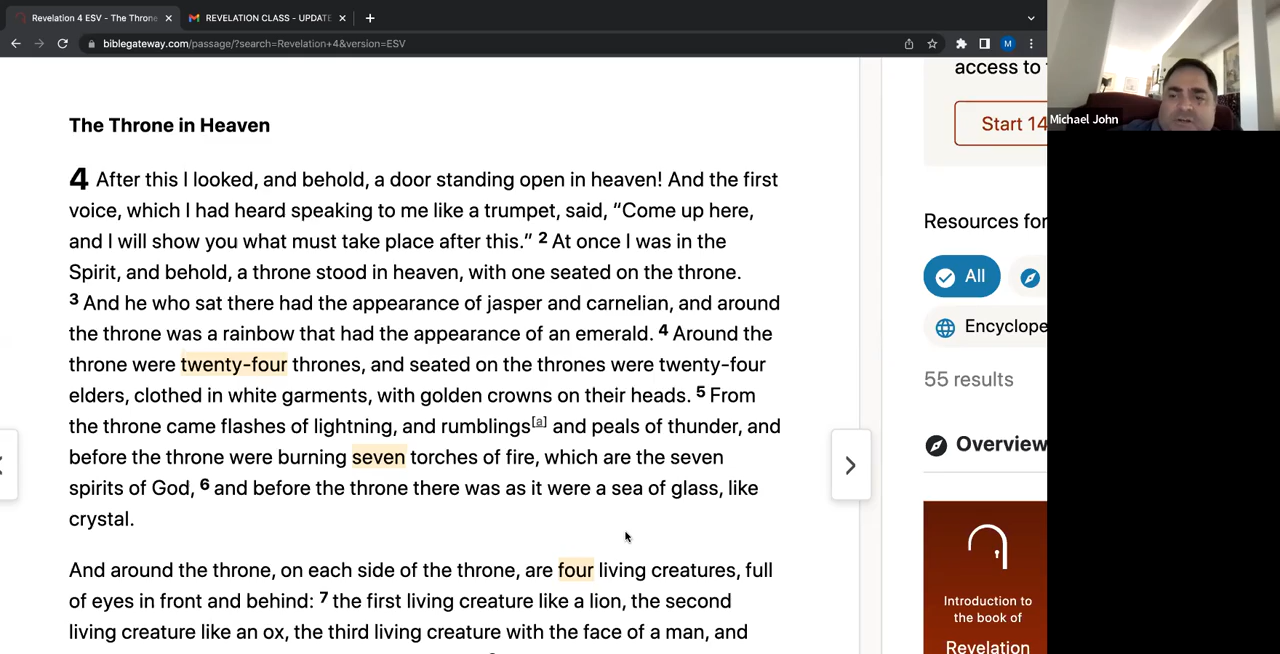 Revelation 4 ESV - The Throne
REVELATION CLASS - UPDATE
biblegateway.com/passage/?search=Revelation+4&version=ESV
M
Michael John
The Throne in Heaven
4 After this I looked, and behold, a door standing open in heaven! And the first
voice, which I had heard speaking to me like a trumpet, said, “Come up here,
and I will show you what must take place after this.” 2 At once I was in the
Spirit, and behold, a throne stood in heaven, with one seated on the throne.
3 And he who sat there had the appearance of jasper and carnelian, and around
the throne was a rainbow that had the appearance of an emerald. 4 Around the
throne were twenty-four thrones, and seated on the thrones were twenty-four
elders, clothed in white garments, with golden crowns on their heads. 5 From
the throne came flashes of lightning, and rumblings[a] and peals of thunder, and
before the throne were burning seven torches of fire, which are the seven
spirits of God, 6 and before the throne there was as it were a sea of glass, like
crystal.
And around the throne, on each side of the throne, are four living creatures, full
of eyes in front and behind: 7 the first living creature like a lion, the second
living creature like an ox, the third living creature with the face of a man, and
access to
Start 14
Resources for
All
Encyclope
55 results
Overview
Introduction to
the book of
Revelation